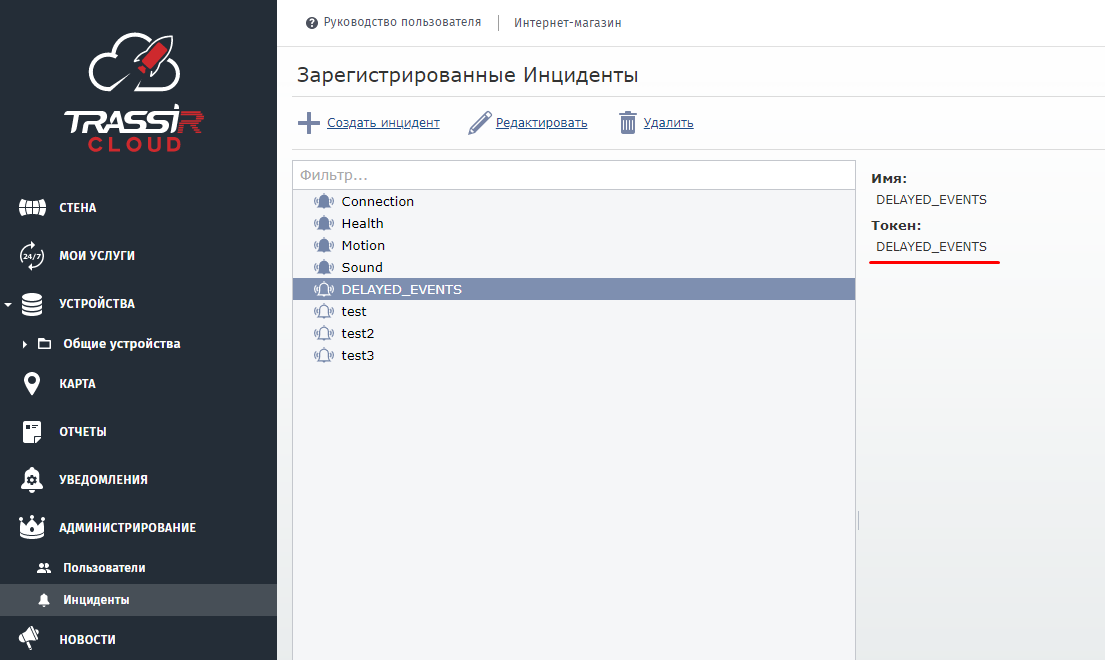 Руководство пользователя
Интернет-магазин
TRASSIR
CLOUD
СТЕНА
24/7
МОИ УСЛУГИ
УСТРОЙСТВА
Общие устройства
КАРТА
ОТЧЕТЫ
УВЕДОМЛЕНИЯ
АДМИНИСТРИРОВАНИЕ
Пользователи
Инциденты
НОВОСТИ
Зарегистрированные Инциденты
Создать инцидент
Редактировать
Удалить
Фильтр...
Connection
Health
Motion
Sound
DELAYED_EVENTS
test
test2
test3
Имя:
DELAYED_EVENTS
Токен:
DELAYED_EVENTS